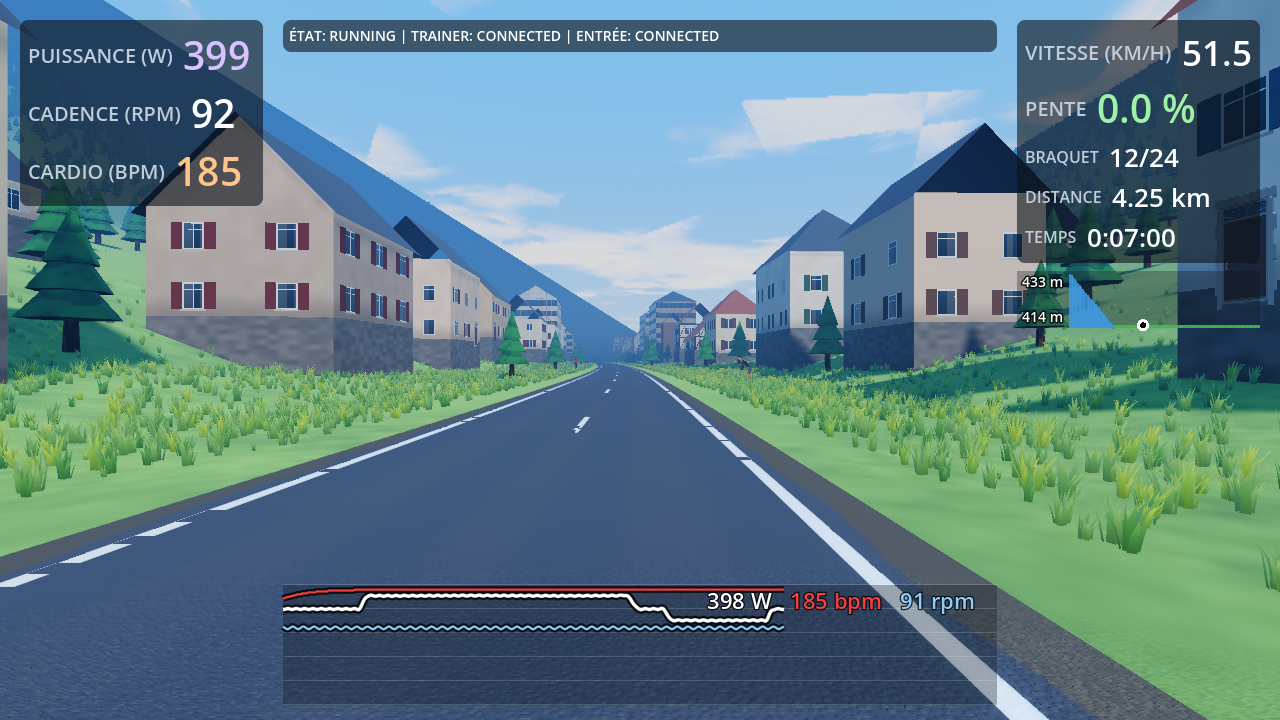 PUISSANCE (W) 399
CADENCE (RPM) 92
CARDIO (BPM) 185
ÉTAT: RUNNING | TRAINER: CONNECTED | ENTRÉE: CONNECTED
VITESSE (KM/H) 51.5
PENTE 0.0 %
BRAQUET 12/24
DISTANCE 4.25 km
TEMPS 0:07:00
433 m
414 m
398 W 185 bpm 91 rpm